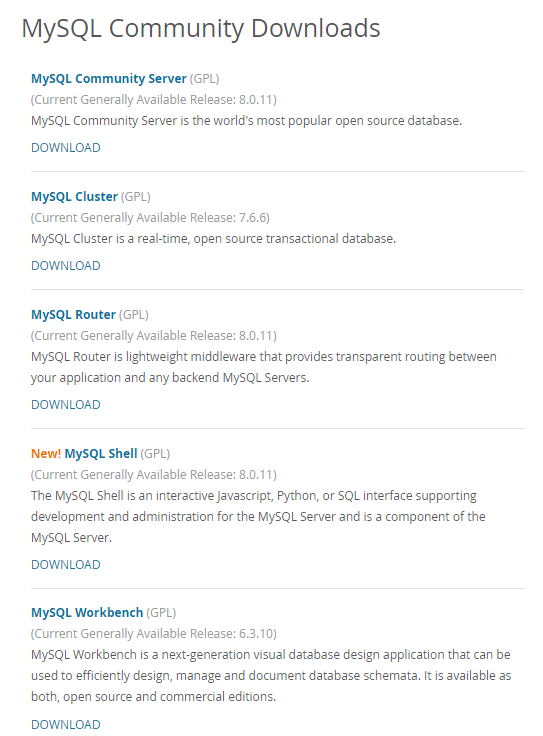 MySQL Community Downloads
MySQL Community Server (GPL)
(Current Generally Available Release: 8.0.11)
MySQL Community Server is the world's most popular open source database.
DOWNLOAD
MySQL Cluster (GPL)
(Current Generally Available Release: 7.6.6)
MySQL Cluster is a real-time, open source transactional database.
DOWNLOAD
MySQL Router (GPL)
(Current Generally Available Release: 8.0.11)
MySQL Router is lightweight middleware that provides transparent routing between
your application and any backend MySQL Servers.
DOWNLOAD
New! MySQL Shell (GPL)
(Current Generally Available Release: 8.0.11)
The MySQL Shell is an interactive Javascript, Python, or SQL interface supporting
development and administration for the MySQL Server and is a component of the
MySQL Server.
DOWNLOAD
MySQL Workbench (GPL)
(Current Generally Available Release: 6.3.10)
MySQL Workbench is a next-generation visual database design application that can be
used to efficiently design, manage and document database schemata. It is available as
both, open source and commercial editions.
DOWNLOAD